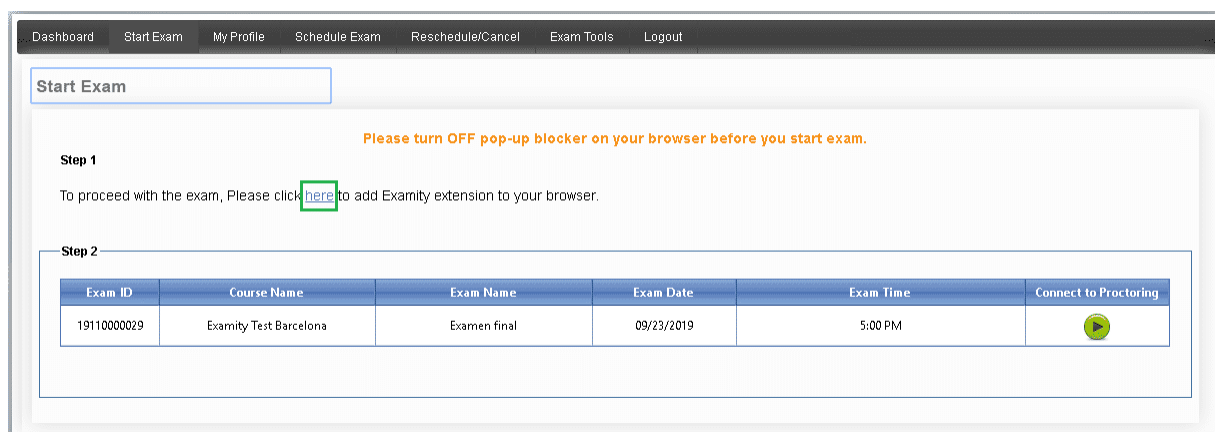 Dashboard Start Exam My Profile Schedule Exam Reschedule/Cancel Exam Tools Logout
Start Exam
Please turn OFF pop-up blocker on your browser before you start exam.
Step 1
To proceed with the exam, Please click here to add Examity extension to your browser.
Step 2
Exam ID Course Name Exam Name Exam Date Exam Time Connect to Proctoring
19110000029 Examity Test Barcelona Examen final 09/23/2019 5:00 PM